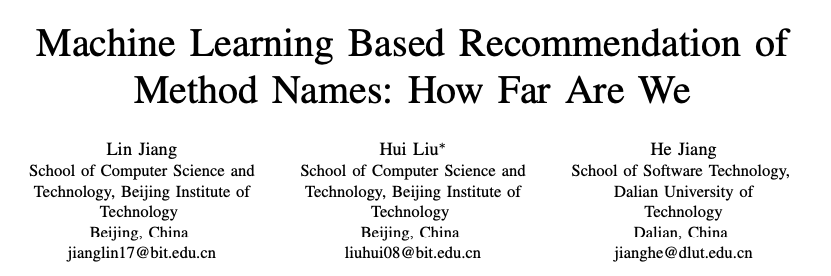 Machine Learning Based Recommendation of
Method Names: How Far Are We
Lin Jiang
School of Computer Science and
Technology, Beijing Institute of
Technology
Beijing, China
jianglin17@bit.edu.cn
Hui Liu*
School of Computer Science and
Technology, Beijing Institute of
Technology
Beijing, China
liuhui08@bit.edu.cn
He Jiang
School of Software Technology,
Dalian University of
Technology
Dalian, China
jianghe@dlut.edu.cn